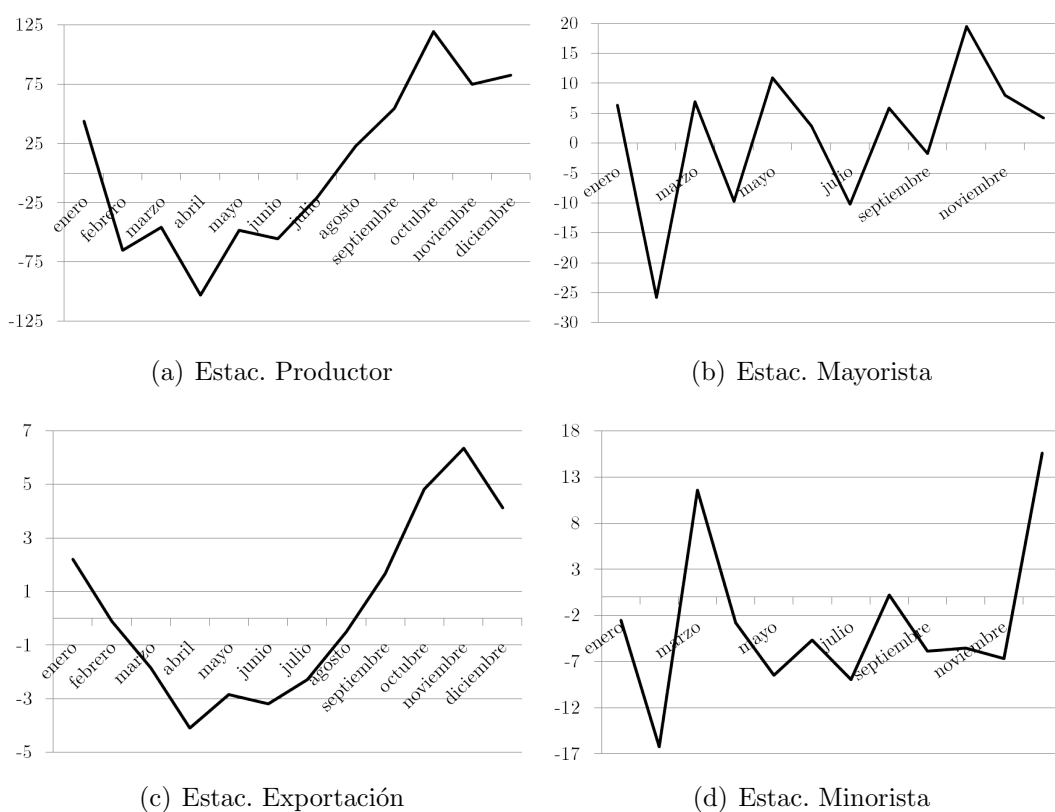 125
75
25
-25
-75
-125
enero
febrero
marzo
abril
mayo
junio
julio
agosto
septiembre
octubre
noviembre
diciembre
(a) Estac. Productor
20
15
10
5
0
-5
-10
-15
-20
-25
-30
enero
marzo
mayo
julio
septiembre
noviembre
(b) Estac. Mayorista
7
5
3
1
-1
-3
-5
enero
febrero
marzo
abril
mayo
junio
julio
agosto
septiembre
octubre
noviembre
diciembre
(c) Estac. Exportación
18
13
8
3
-2
-7
-12
-17
enero
marzo
mayo
julio
septiembre
noviembre
(d) Estac. Minorista